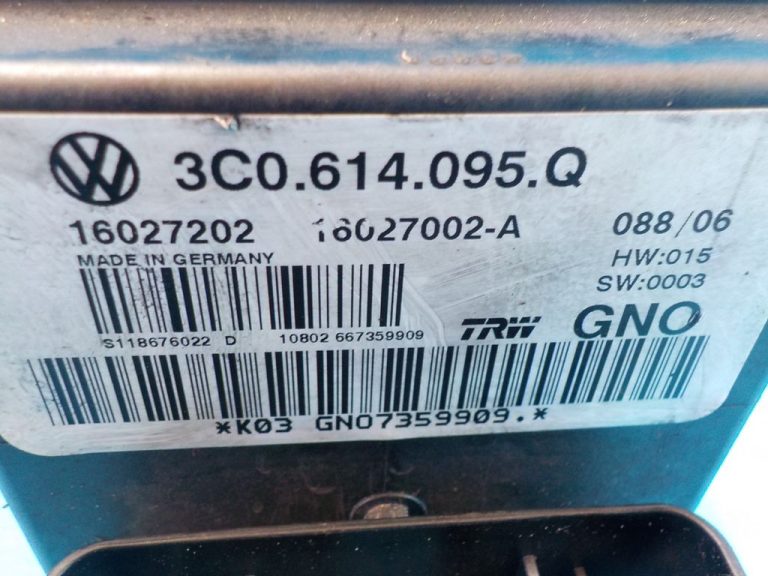 3C0.614.095.Q
16027202 16027002-A 088/06
MADE IN GERMANY HW:015
SW:0003
S118676022 D 10802 667359909 TRW GNO
*K03 GNO7359909.*